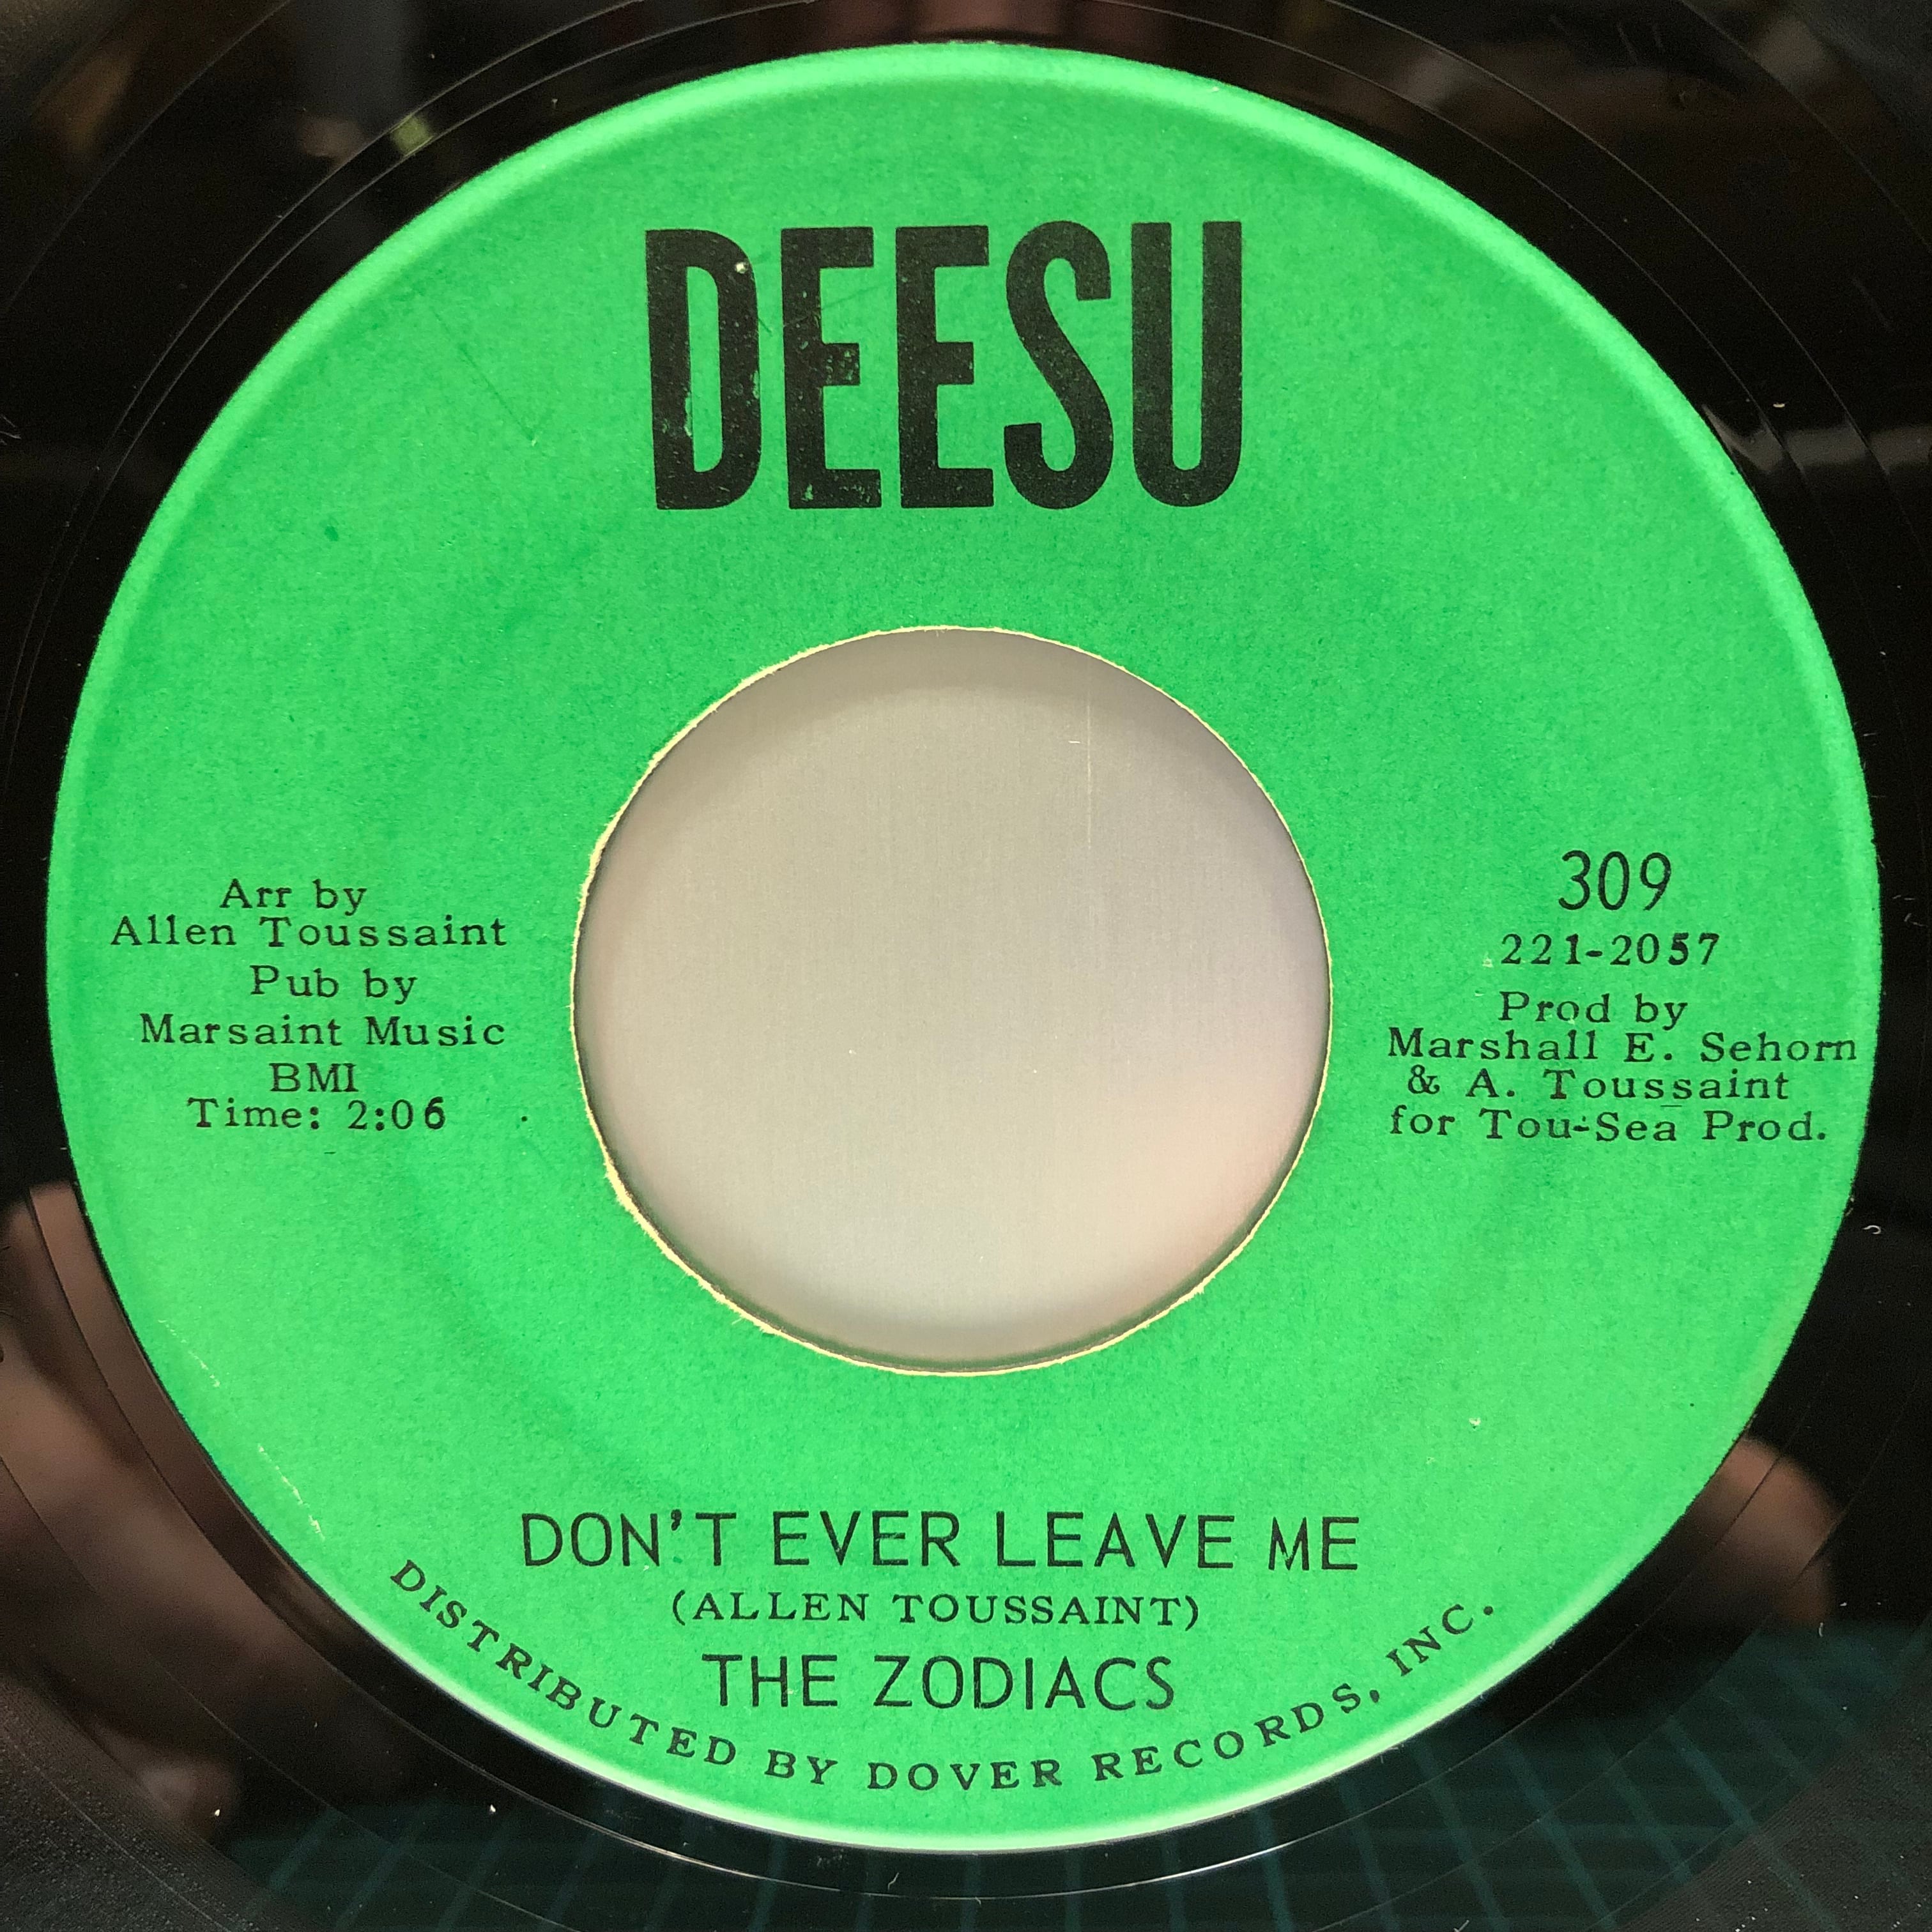 DEESU
Arr by
Allen Toussaint
Pub by
Marsaint Music
BMI
Time: 2:06
309
221-2057
Prod by
Marshall E. Sehorn
& A. Toussaint
for Tou-Sea Prod.
DON'T EVER LEAVE ME
(ALLEN TOUSSAINT)
THE ZODIACS
DISTRIBUTED BY DOVER RECORDS, INC.